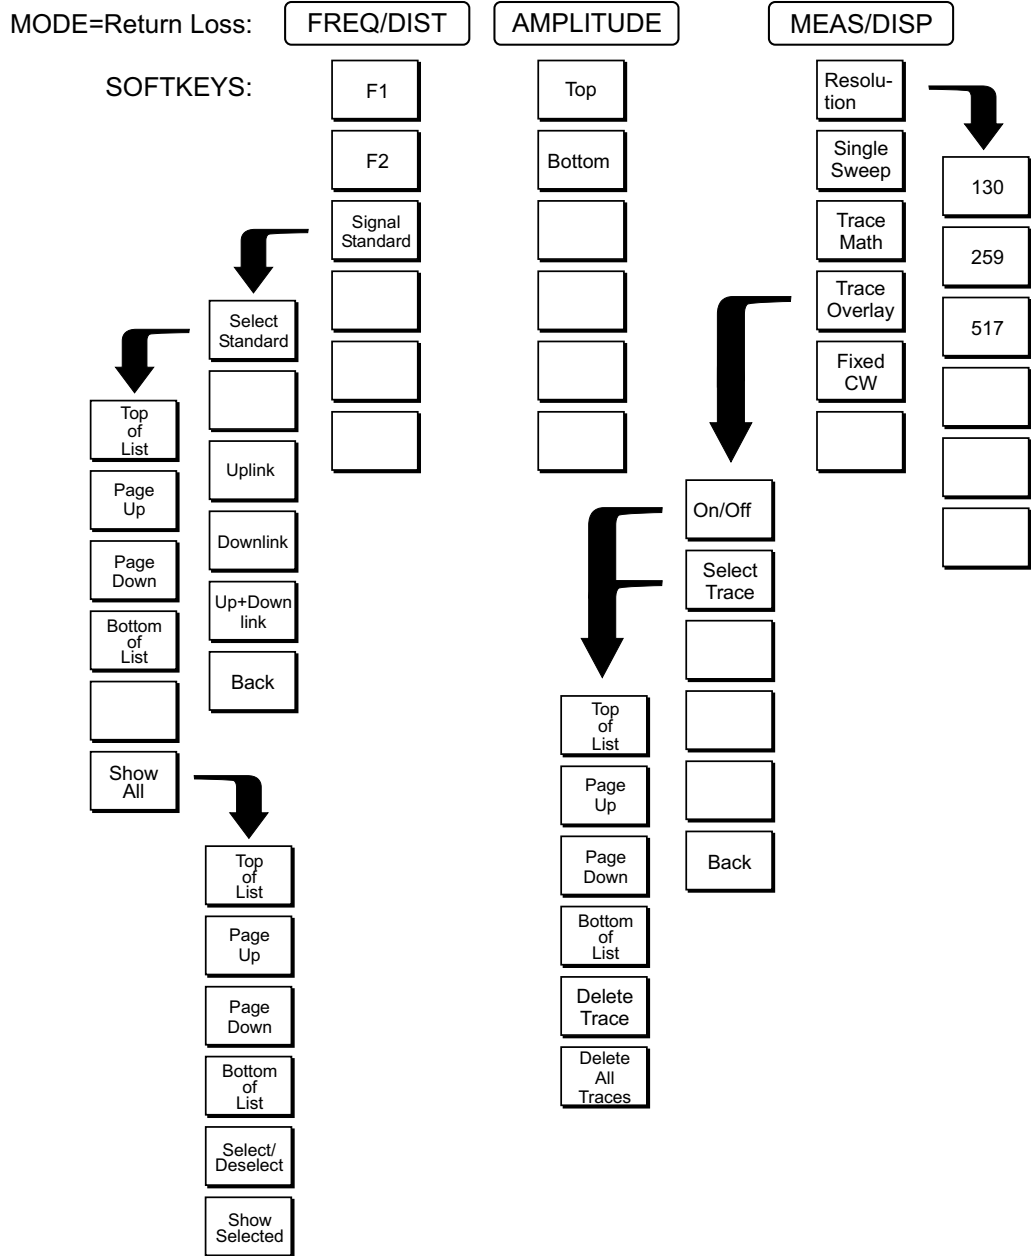 MODE=Return Loss:
FREQ/DIST
AMPLITUDE
MEAS/DISP
SOFTKEYS:
F1
F2
Signal
Standard
Select
Standard
Uplink
Downlink
Up+Down
link
Back
Top
of
List
Page
Up
Page
Down
Bottom
of
List
Show
All
Top
of
List
Page
Up
Page
Down
Bottom
of
List
Select/
Deselect
Show
Selected
Top
Bottom
Resolu-
tion
Single
Sweep
Trace
Math
Trace
Overlay
Fixed
CW
130
259
517
On/Off
Select
Trace
Back
Top
of
List
Page
Up
Page
Down
Bottom
of
List
Delete
Trace
Delete
All
Traces